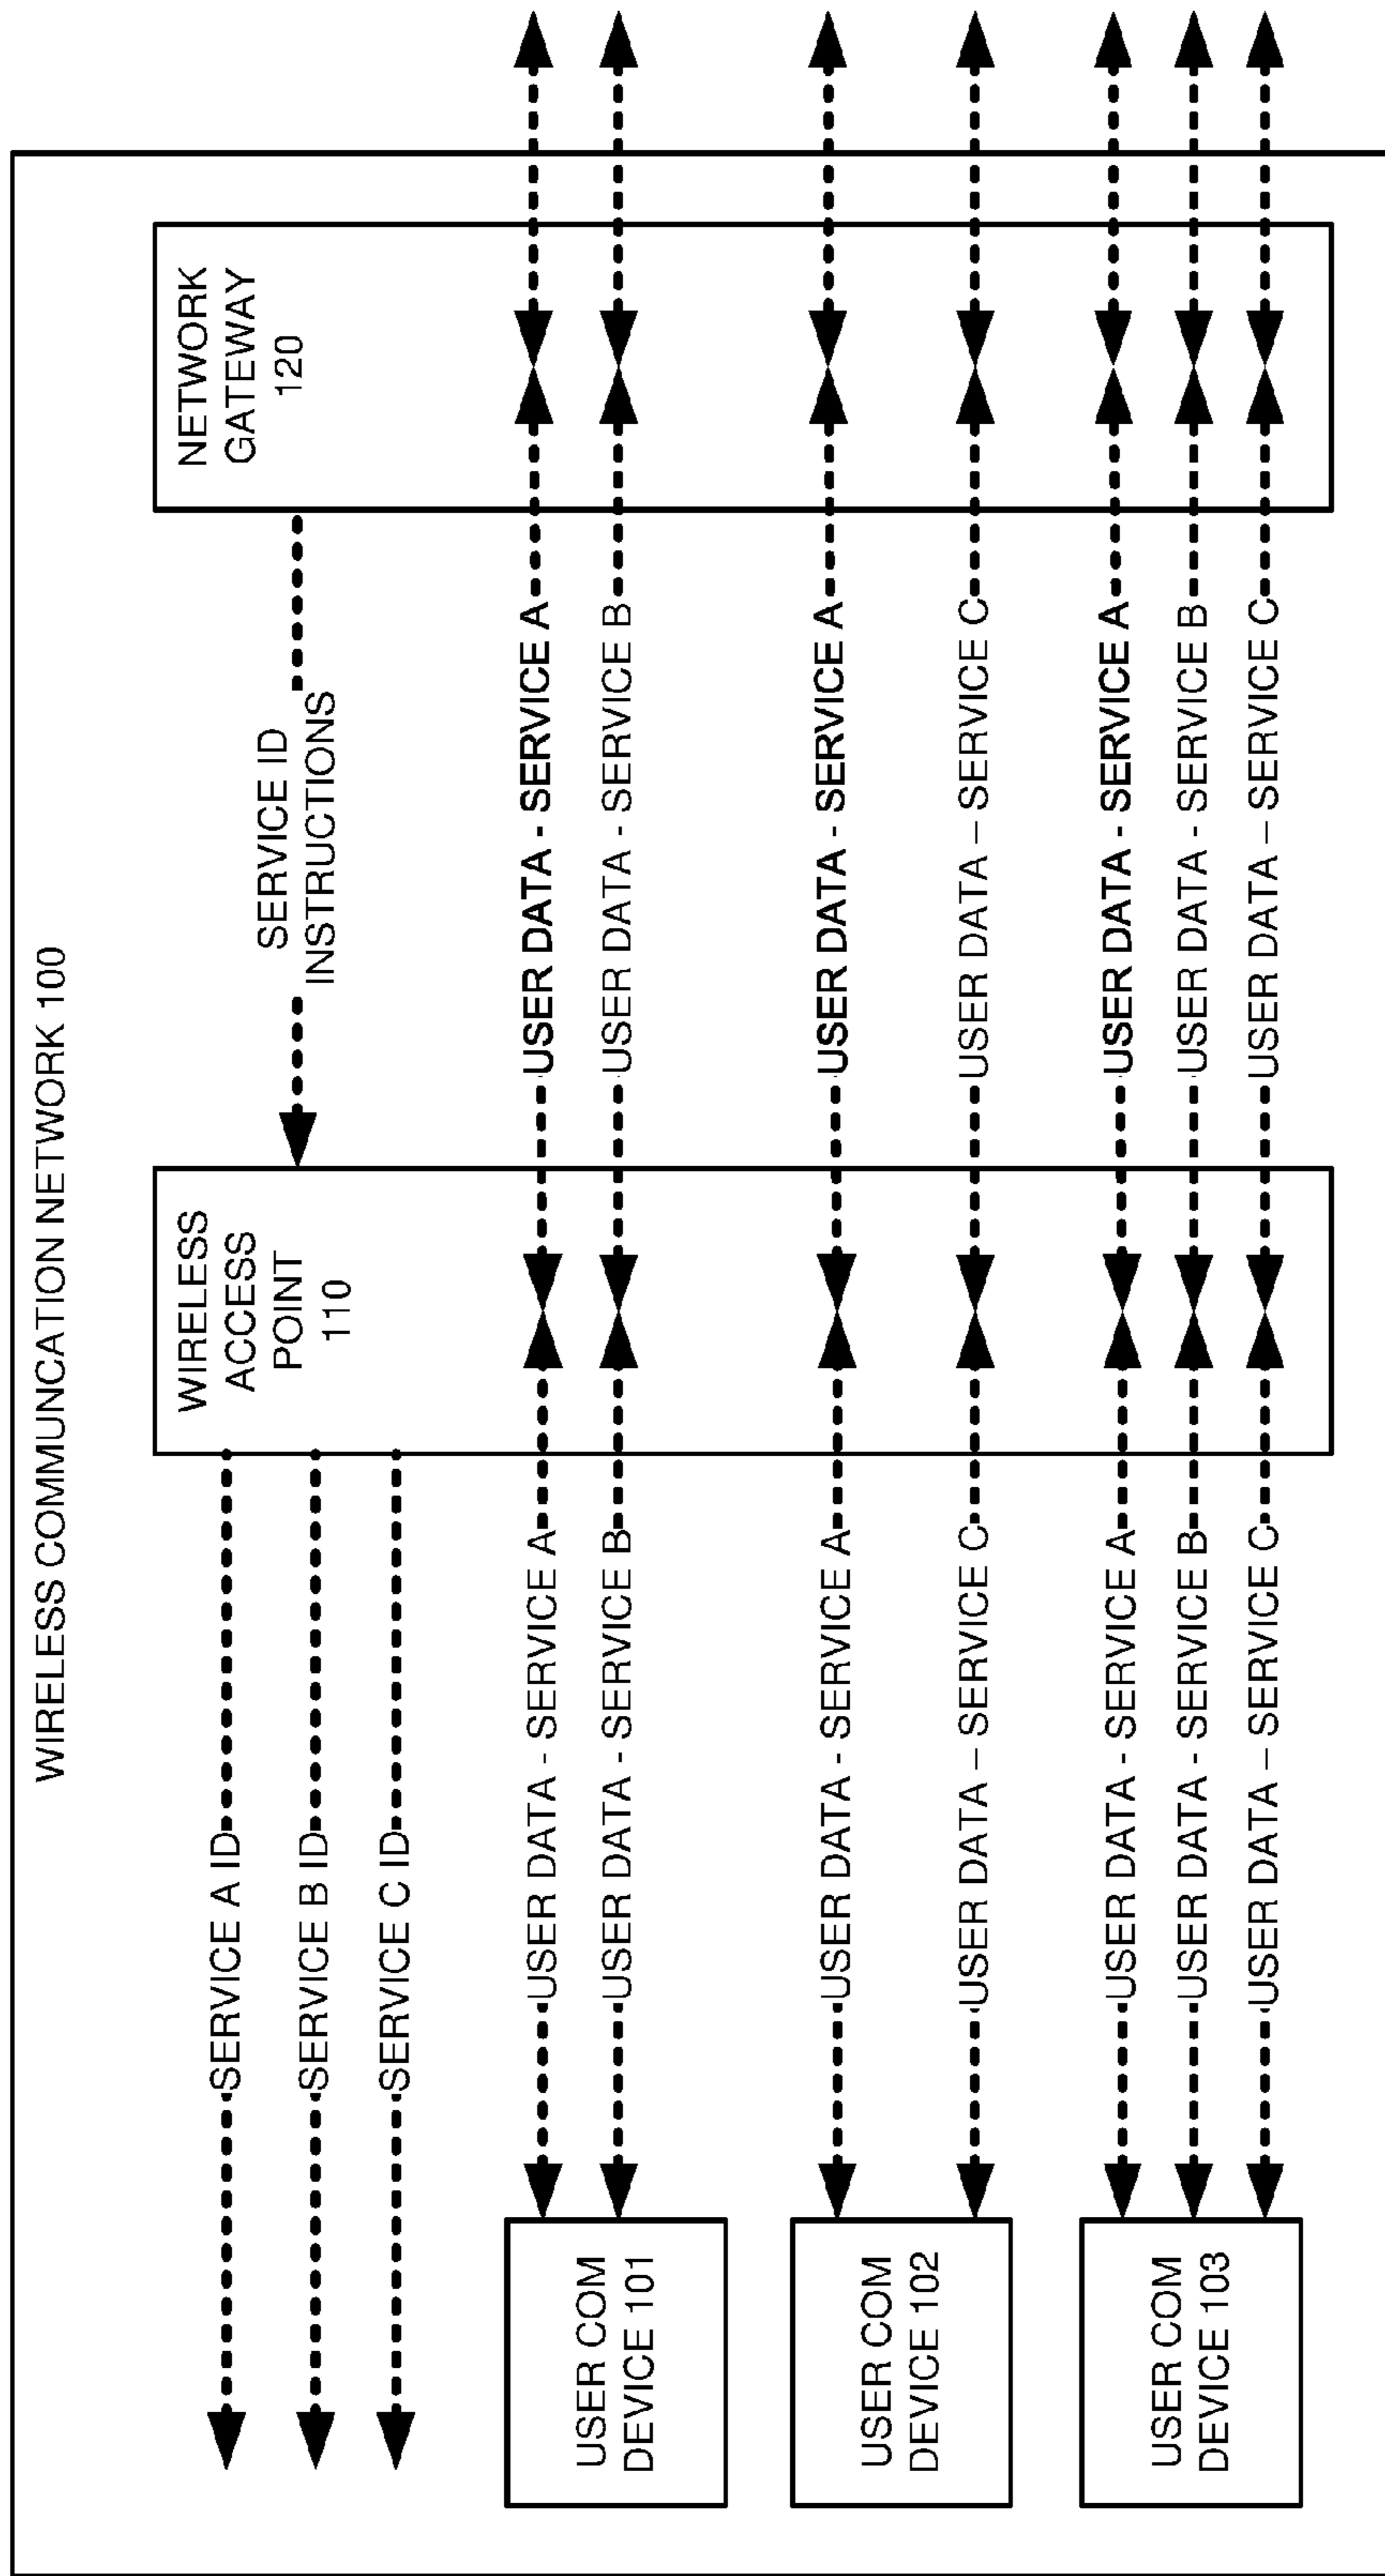 WIRELESS COMMUNCATION NETWORK 100
SERVICE A ID
SERVICE B ID
SERVICE C ID
WIRELESS
ACCESS
POINT
110
SERVICE ID
INSTRUCTIONS
NETWORK
GATEWAY
120
USER COM
DEVICE 101
USER DATA - SERVICE A
USER DATA - SERVICE A
USER DATA - SERVICE B
USER DATA - SERVICE B
USER COM
DEVICE 102
USER DATA - SERVICE A
USER DATA - SERVICE A
USER DATA – SERVICE C
USER DATA – SERVICE C
USER COM
DEVICE 103
USER DATA - SERVICE A
USER DATA - SERVICE A
USER DATA - SERVICE B
USER DATA - SERVICE B
USER DATA – SERVICE C
USER DATA – SERVICE C